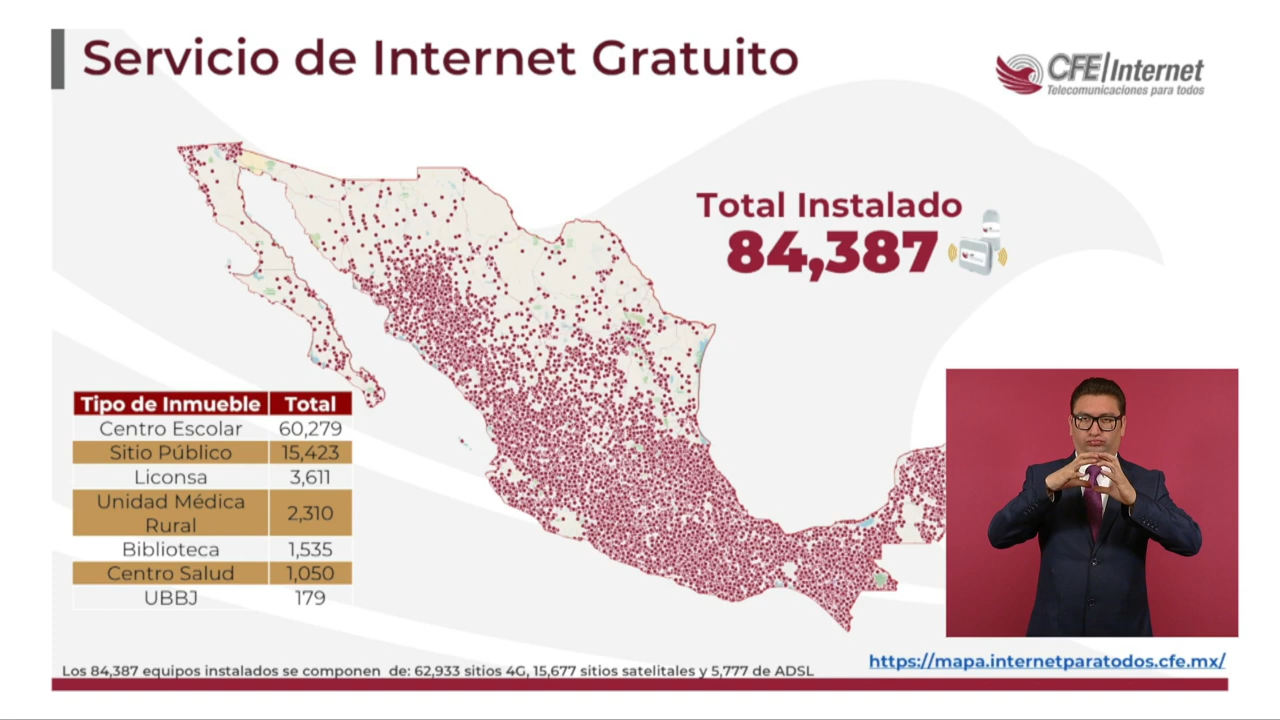 Servicio de Internet Gratuito
CFE Internet
Telecomunicaciones para todos
Total Instalado
84,387
Tipo de Inmueble Total
Centro Escolar 60,279
Sitio Público 15,423
Liconsa 3,611
Unidad Médica
Rural 2,310
Biblioteca 1,535
Centro Salud 1,050
UBBJ 179
Los 84,387 equipos instalados se componen de: 62,933 sitios 4G, 15,677 sitios satelitales y 5,777 de ADSL
https://mapa.internetparatodos.cfe.mx/